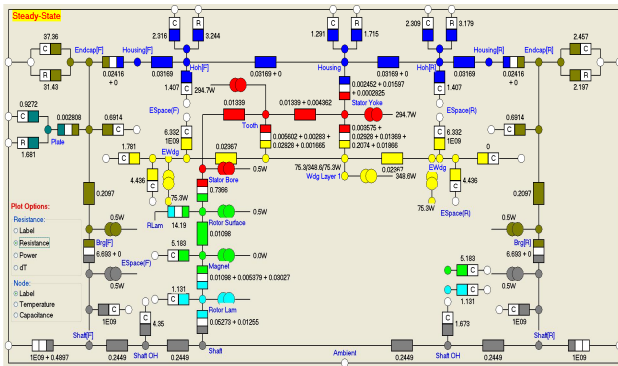 Steady-State
C
R
37.36
31.43
Endcap[F]
Housing[F]
0.02416
+ 0
0.03169
C
R
2.316
3.244
Hoh[F]
1.407
C
ESpace(F)
6.332
1E09
C
EWdg
0.03169 + 0
C
R
1.291
1.715
Housing
0.002452 + 0.01597
+ 0.0002825
Stator Yoke
294.7W
0.03169
C
R
2.309
3.179
Hoh[R]
1.407
C
ESpace(R)
0.03169
Housing[R]
0.02416
+ 0
Endcap[R]
C
R
2.457
2.197
0.9272
C
R
1.681
Plate
0.002808
0.6914
C
294.7W
0.01339
0.01339 + 0.004362
Tooth
0.005602 + 0.00283 +
0.02828 + 0.001665
0.003575 +
0.02928 + 0.01369 +
0.2074 + 0.01866
6.332
1E09
C
EWdg
0.6914
C
1.781
C
4.436
C
75.3W
0.02367
75.3/348.6/75.3W
Wdg Layer 1
348.6W
0.02367
0
C
4.436
C
75.3W
ESpace(R)
Stator Bore
0.5W
0.7366
RLam
14.19
Rotor Surface
0.5W
0.01098
5.183
C
Magnet
0.0W
0.01098 + 0.005379 + 0.03027
1.131
C
Rotor Lam
0.05273 + 0.01255
0.2097
0.5W
Brg[F]
6.693 + 0
ESpace(F)
0.5W
C
1E09
0.2097
0.5W
Brg[R]
6.693 + 0
0.5W
5.183
C
C
1.131
C
1E09
Plot Options:
Resistance:
Label
Resistance
Power
dT
Node:
Label
Temperature
Capacitance
1E09 + 0.4897
Shaft[F]
0.2449
C
4.35
Shaft OH
0.2449
Shaft
Ambient
0.2449
C
1.673
Shaft OH
0.2449
Shaft[R]
1E09